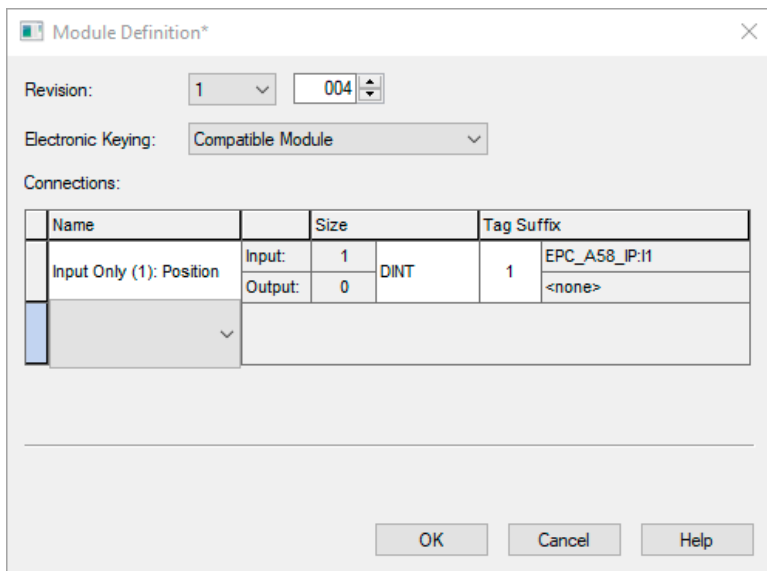 Module Definition*
Revision: 1 004
Electronic Keying: Compatible Module
Connections:
Name Size Tag Suffix
Input Only (1): Position Input: 1 DINT 1 EPC_A58_IP:I1
Output: 0 <none>
OK Cancel Help